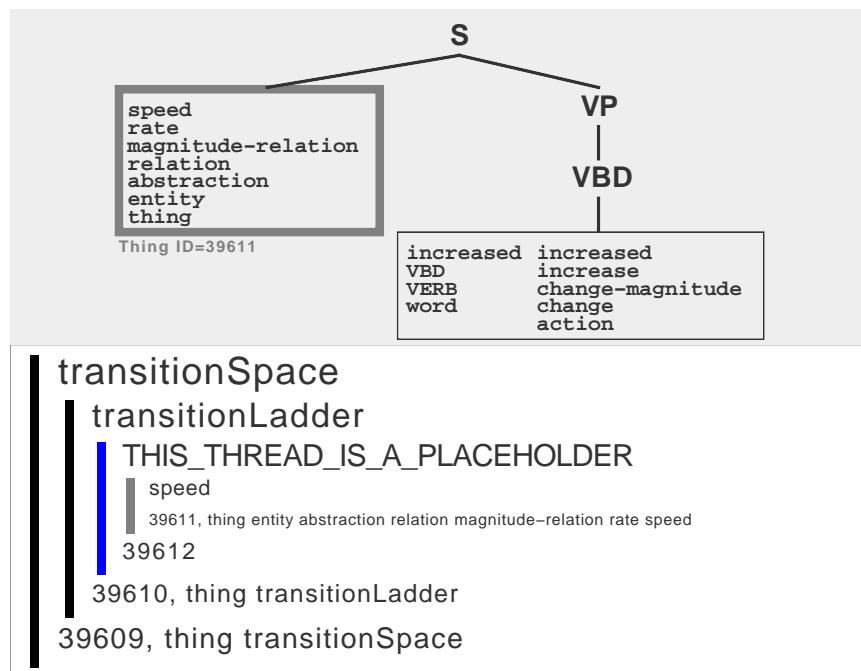 S
speed
rate
magnitude-relation
relation
abstraction
entity
thing
Thing ID=39611
VP
VBD
increased increased
VBD increase
VERB change-magnitude
word change
action
transitionSpace
transitionLadder
THIS_THREAD_IS_A_PLACEHOLDER
speed
39611, thing entity abstraction relation magnitude−relation rate speed
39612
39610, thing transitionLadder
39609, thing transitionSpace